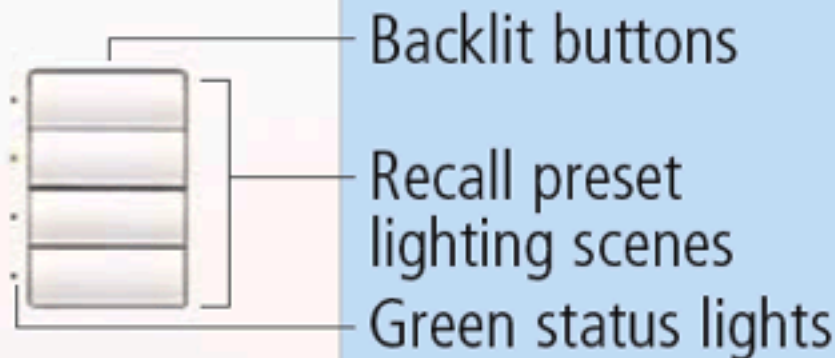 Backlit buttons
Recall preset
lighting scenes
Green status lights